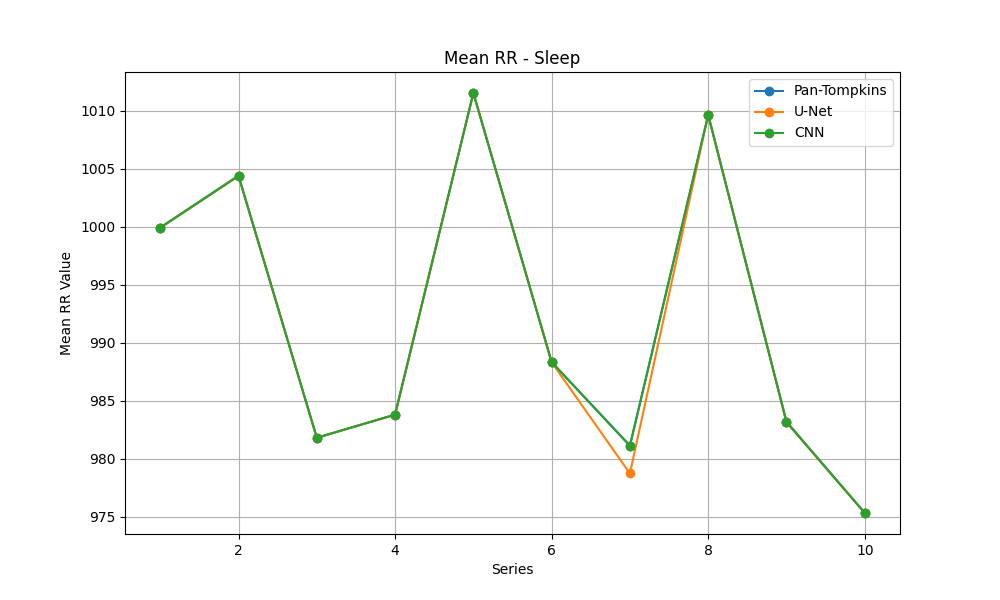 Mean RR - Sleep
Pan-Tompkins
U-Net
CNN
Mean RR Value
1010
1005
1000
995
990
985
980
975
2 4 6 8 10
Series